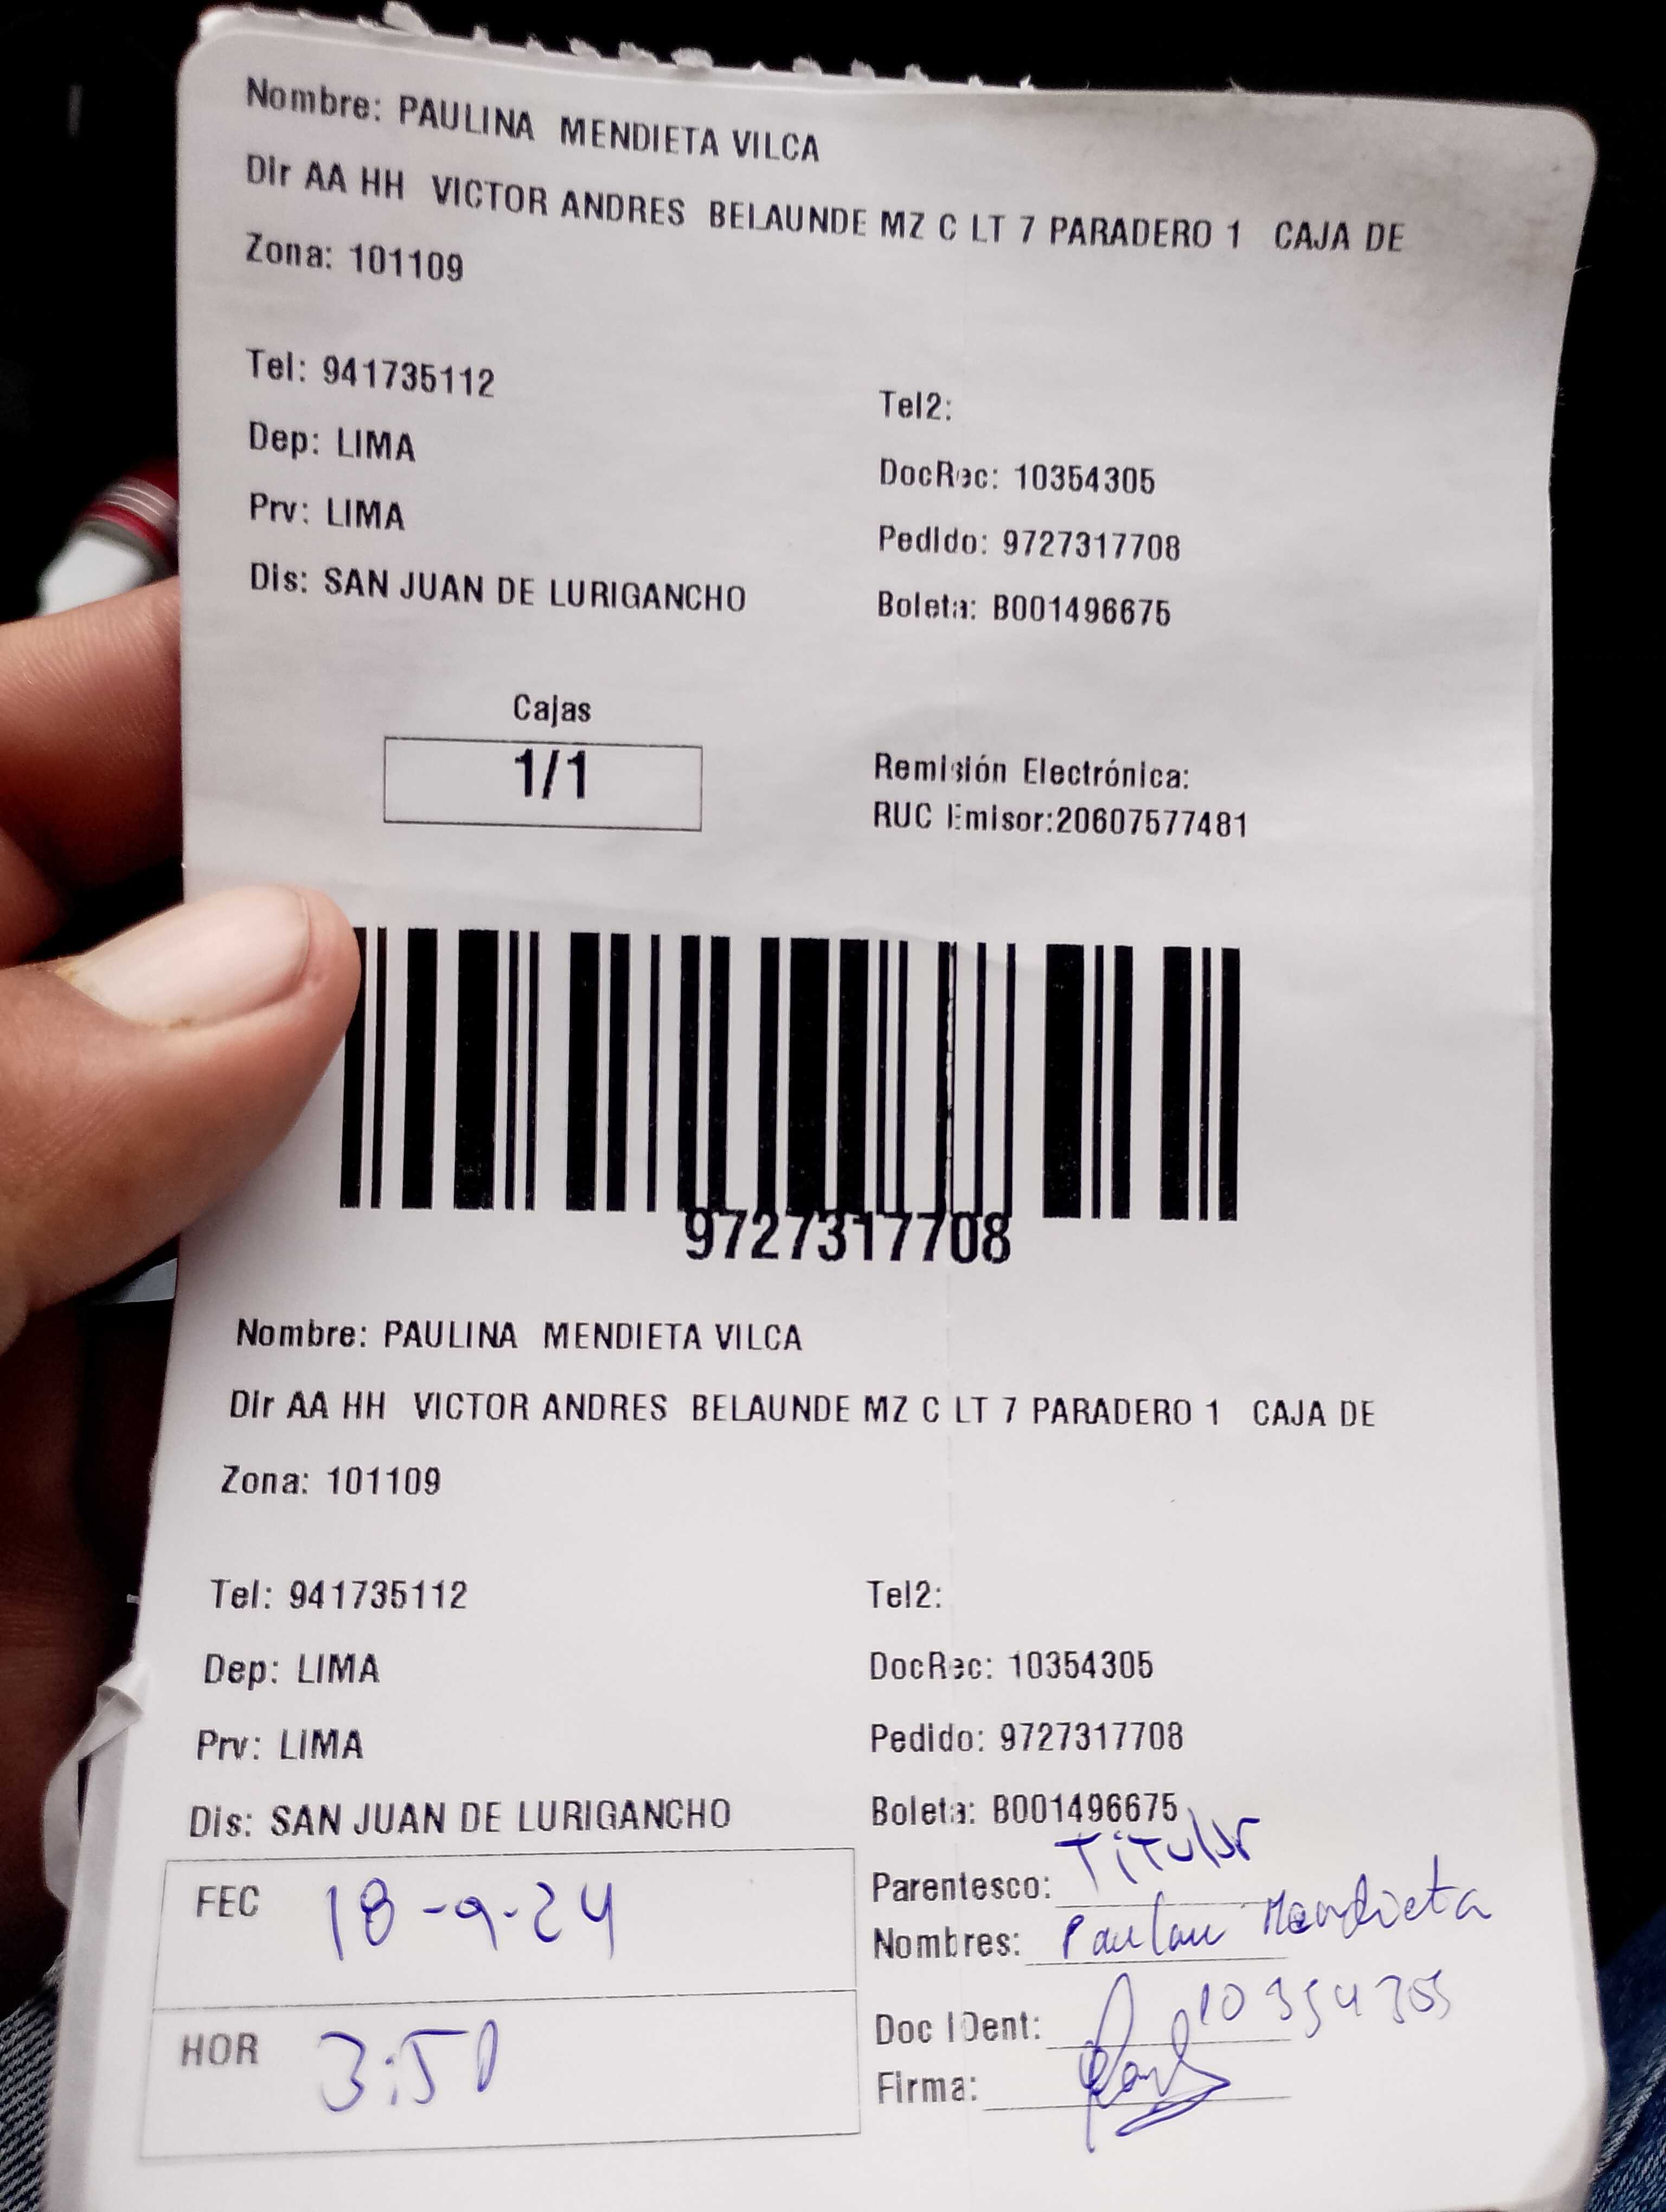 Nombre: PAULINA MENDIETA VILCA
Dir AA HH VICTOR ANDRES BELAUNDE MZ C LT 7 PARADERO 1 CAJA DE
Zona: 101109
Tel: 941735112
Tel2:
Dep: LIMA
DocRec: 10354305
Prv: LIMA
Pedido: 9727317708
Dis: SAN JUAN DE LURIGANCHO
Boleta: B001496675
Cajas
1/1
Remisión Electrónica:
RUC Emisor:20607577481
9727317708
Nombre: PAULINA MENDIETA VILCA
Dir AA HH VICTOR ANDRES BELAUNDE MZ C LT 7 PARADERO 1 CAJA DE
Zona: 101109
Tel: 941735112
Tel2:
Dep: LIMA
DocRec: 10354305
Prv: LIMA
Pedido: 9727317708
Dis: SAN JUAN DE LURIGANCHO
Boleta: B001496675
FEC 18-9-24
Parentesco: Titular
Nombres: Mendieta
HOR 3:50
Doc IDent:
Firma: